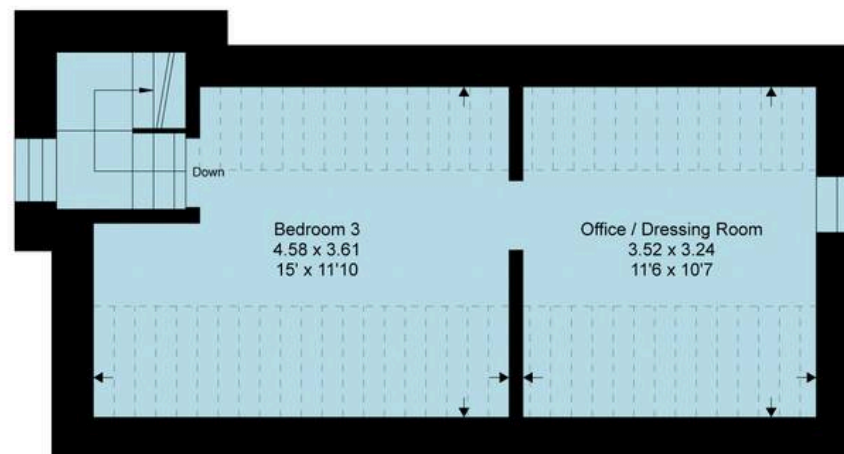 Down
Bedroom 3
4.58 x 3.61
15' x 11'10
Office / Dressing Room
3.52 x 3.24
11'6 x 10'7